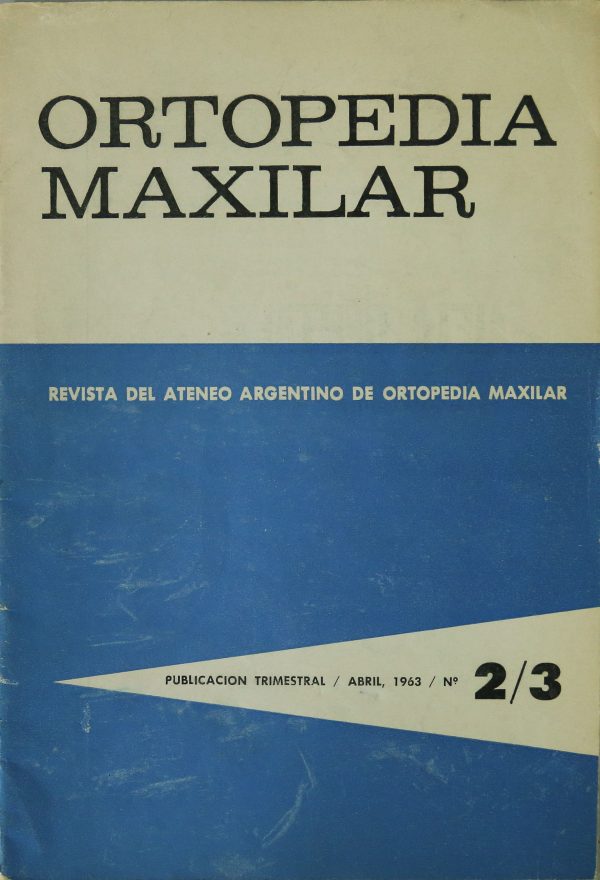 ORTOPEDIA
MAXILAR
REVISTA DEL ATENEO ARGENTINO DE ORTOPEDIA MAXILAR
PUBLICACION TRIMESTRAL / ABRIL, 1963 / Nº 2/3